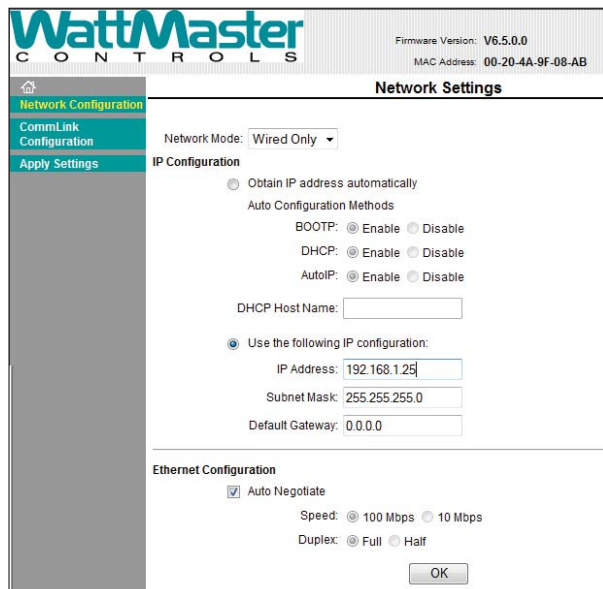 WattMaster
CONTROLS
Firmware Version: V6.5.0.0
MAC Address: 00-20-4A-9F-08-AB
Network Configuration
CommLink
Configuration
Apply Settings
Network Settings
Network Mode: Wired Only
IP Configuration
Obtain IP address automatically
Auto Configuration Methods
BOOTP: Enable Disable
DHCP: Enable Disable
AutoIP: Enable Disable
DHCP Host Name:
Use the following IP configuration:
IP Address: 192.168.1.25
Subnet Mask: 255.255.255.0
Default Gateway: 0.0.0.0
Ethernet Configuration
Auto Negotiate
Speed: 100 Mbps 10 Mbps
Duplex: Full Half
OK